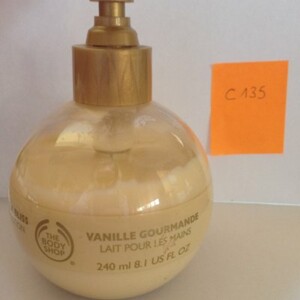 C 135
THE
BODY
SHOP
VANILLE GOURMANDE
LAIT POUR LES MAINS
240 ml 8.1 US FL OZ